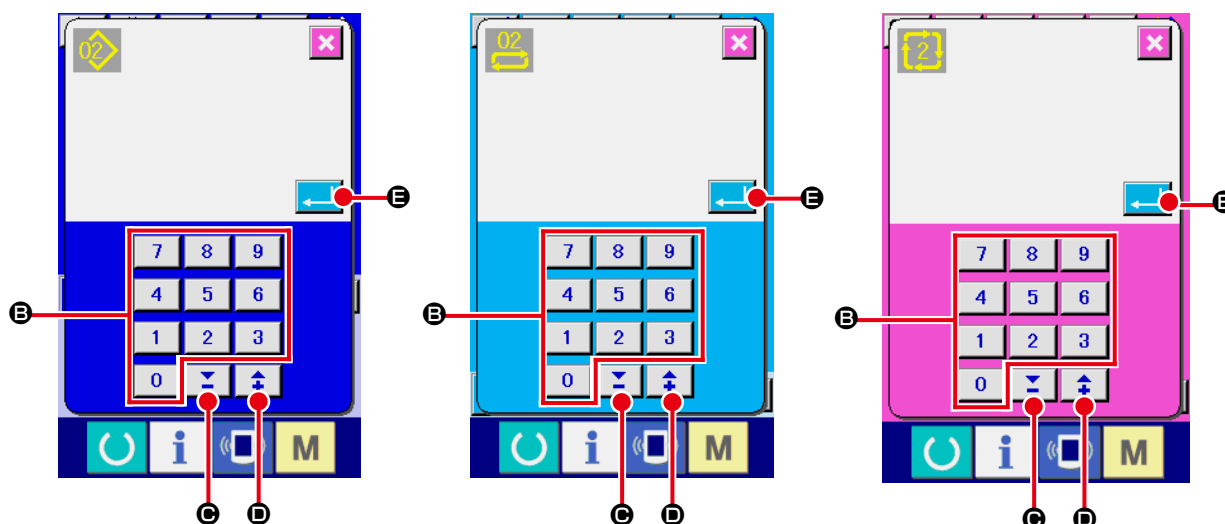 02 02 2
E E E
7 8 9 7 8 9 7 8 9
4 5 6 4 5 6 4 5 6
B B B
1 2 3 1 2 3 1 2 3
0 − + 0 − + 0 − +
i M i M i M
C D C D C D